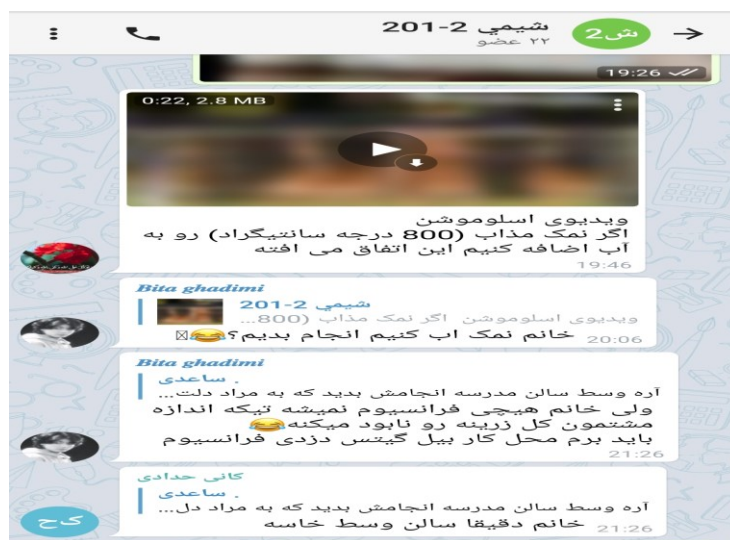 شيمي 2-201
۲۲ عضو
ش2
19:26
0:22, 2.8 MB
ویدیوی اسلوموشن
اگر نمک مذاب (800 درجه سانتیگراد) رو به
آب اضافه کنیم این اتفاق می افته
19:46
Bita ghadimi
شيمي 2-201
ویدیوی اسلوموشن اگر نمک مذاب (800...
خانم نمک اب کنیم انجام بدیم؟😂
20:06
Bita ghadimi
ساعدی .
آره وسط سالن مدرسه انجامش بدید که به مراد دلت...
ولی خانم هیچی فرانسیوم نمیشه تیکه اندازه
مشتمون کل زرینه رو نابود میکنه😂
باید برم محل کار بیل گیتس دزدی فرانسیوم
21:26
کانی حدادی
ساعدی .
آره وسط سالن مدرسه انجامش بدید که به مراد دل...
خانم دقیقا سالن وسط خاسه
21:26
ک‌ح